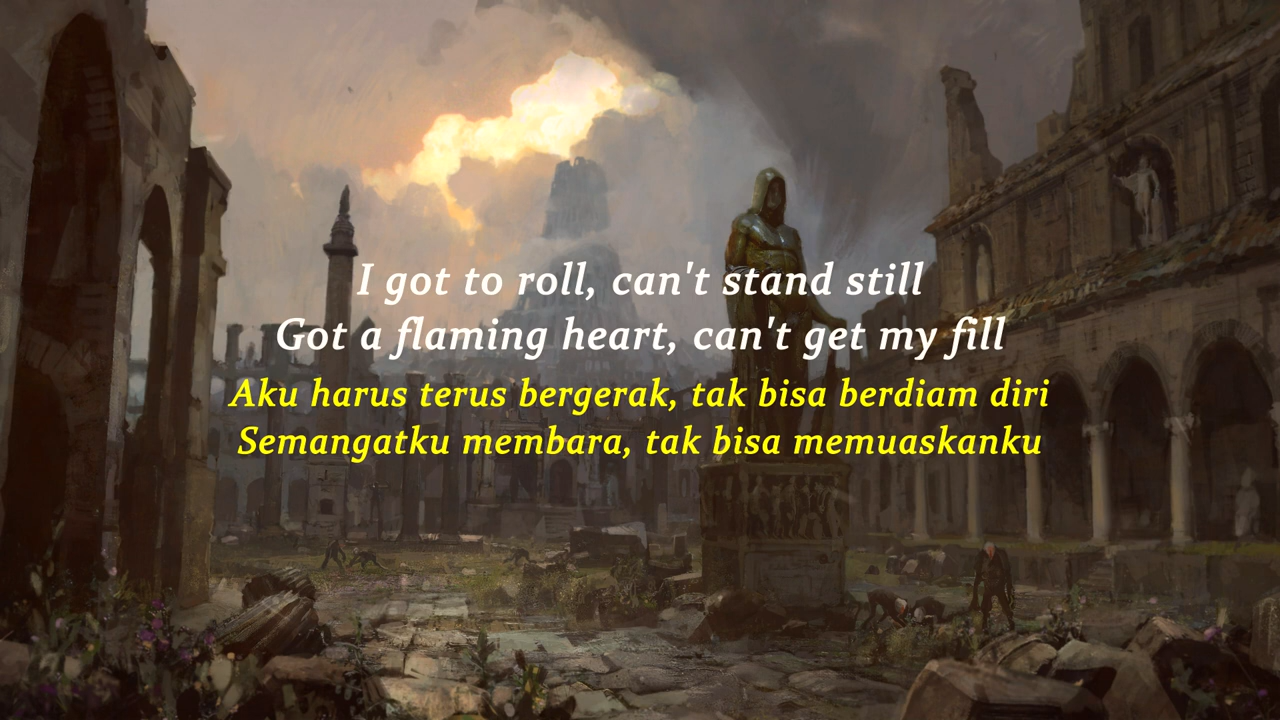 I got to roll, can't stand still
Got a flaming heart, can't get my fill
Aku harus terus bergerak, tak bisa berdiam diri
Semangatku membara, tak bisa memuaskanku